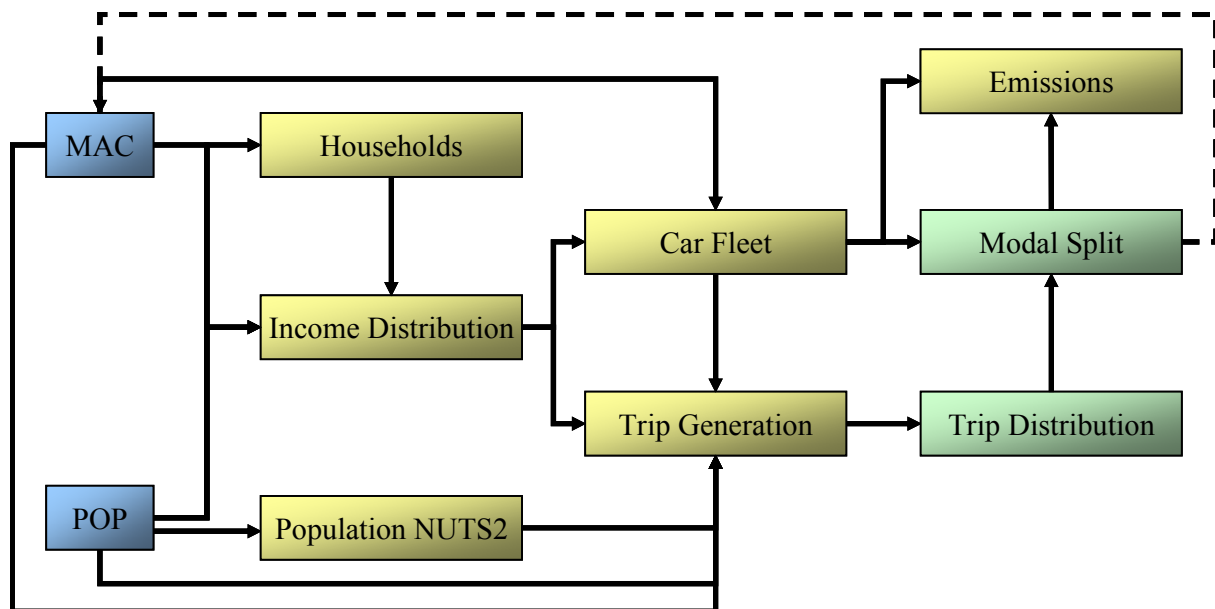 Emissions
MAC
Households
Car Fleet
Modal Split
Income Distribution
Trip Generation
Trip Distribution
POP
Population NUTS2